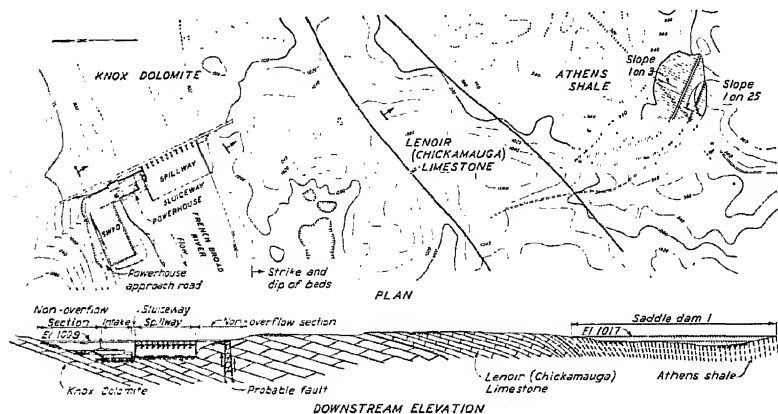 KNOX DOLOMITE
ATHENS
SHALE
Slope
1 on 3
Slope
1 on 25
LENOIR
(CHICKAMAUGA)
LIMESTONE
SPILLWAY
SLUICEWAY
POWERHOUSE
SWYD
FRENCH BROAD
RIVER
Flow
Powerhouse
approach road
Strike and
dip of beds
PLAN
Non-overflow
Section
El 1009
Intake
Sluiceway
Spillway
Non-overflow section
Saddle dam 1
El 1017
Knox Dolomite
Probable fault
Lenoir (Chickamauga)
Limestone
Athens shale
DOWNSTREAM ELEVATION